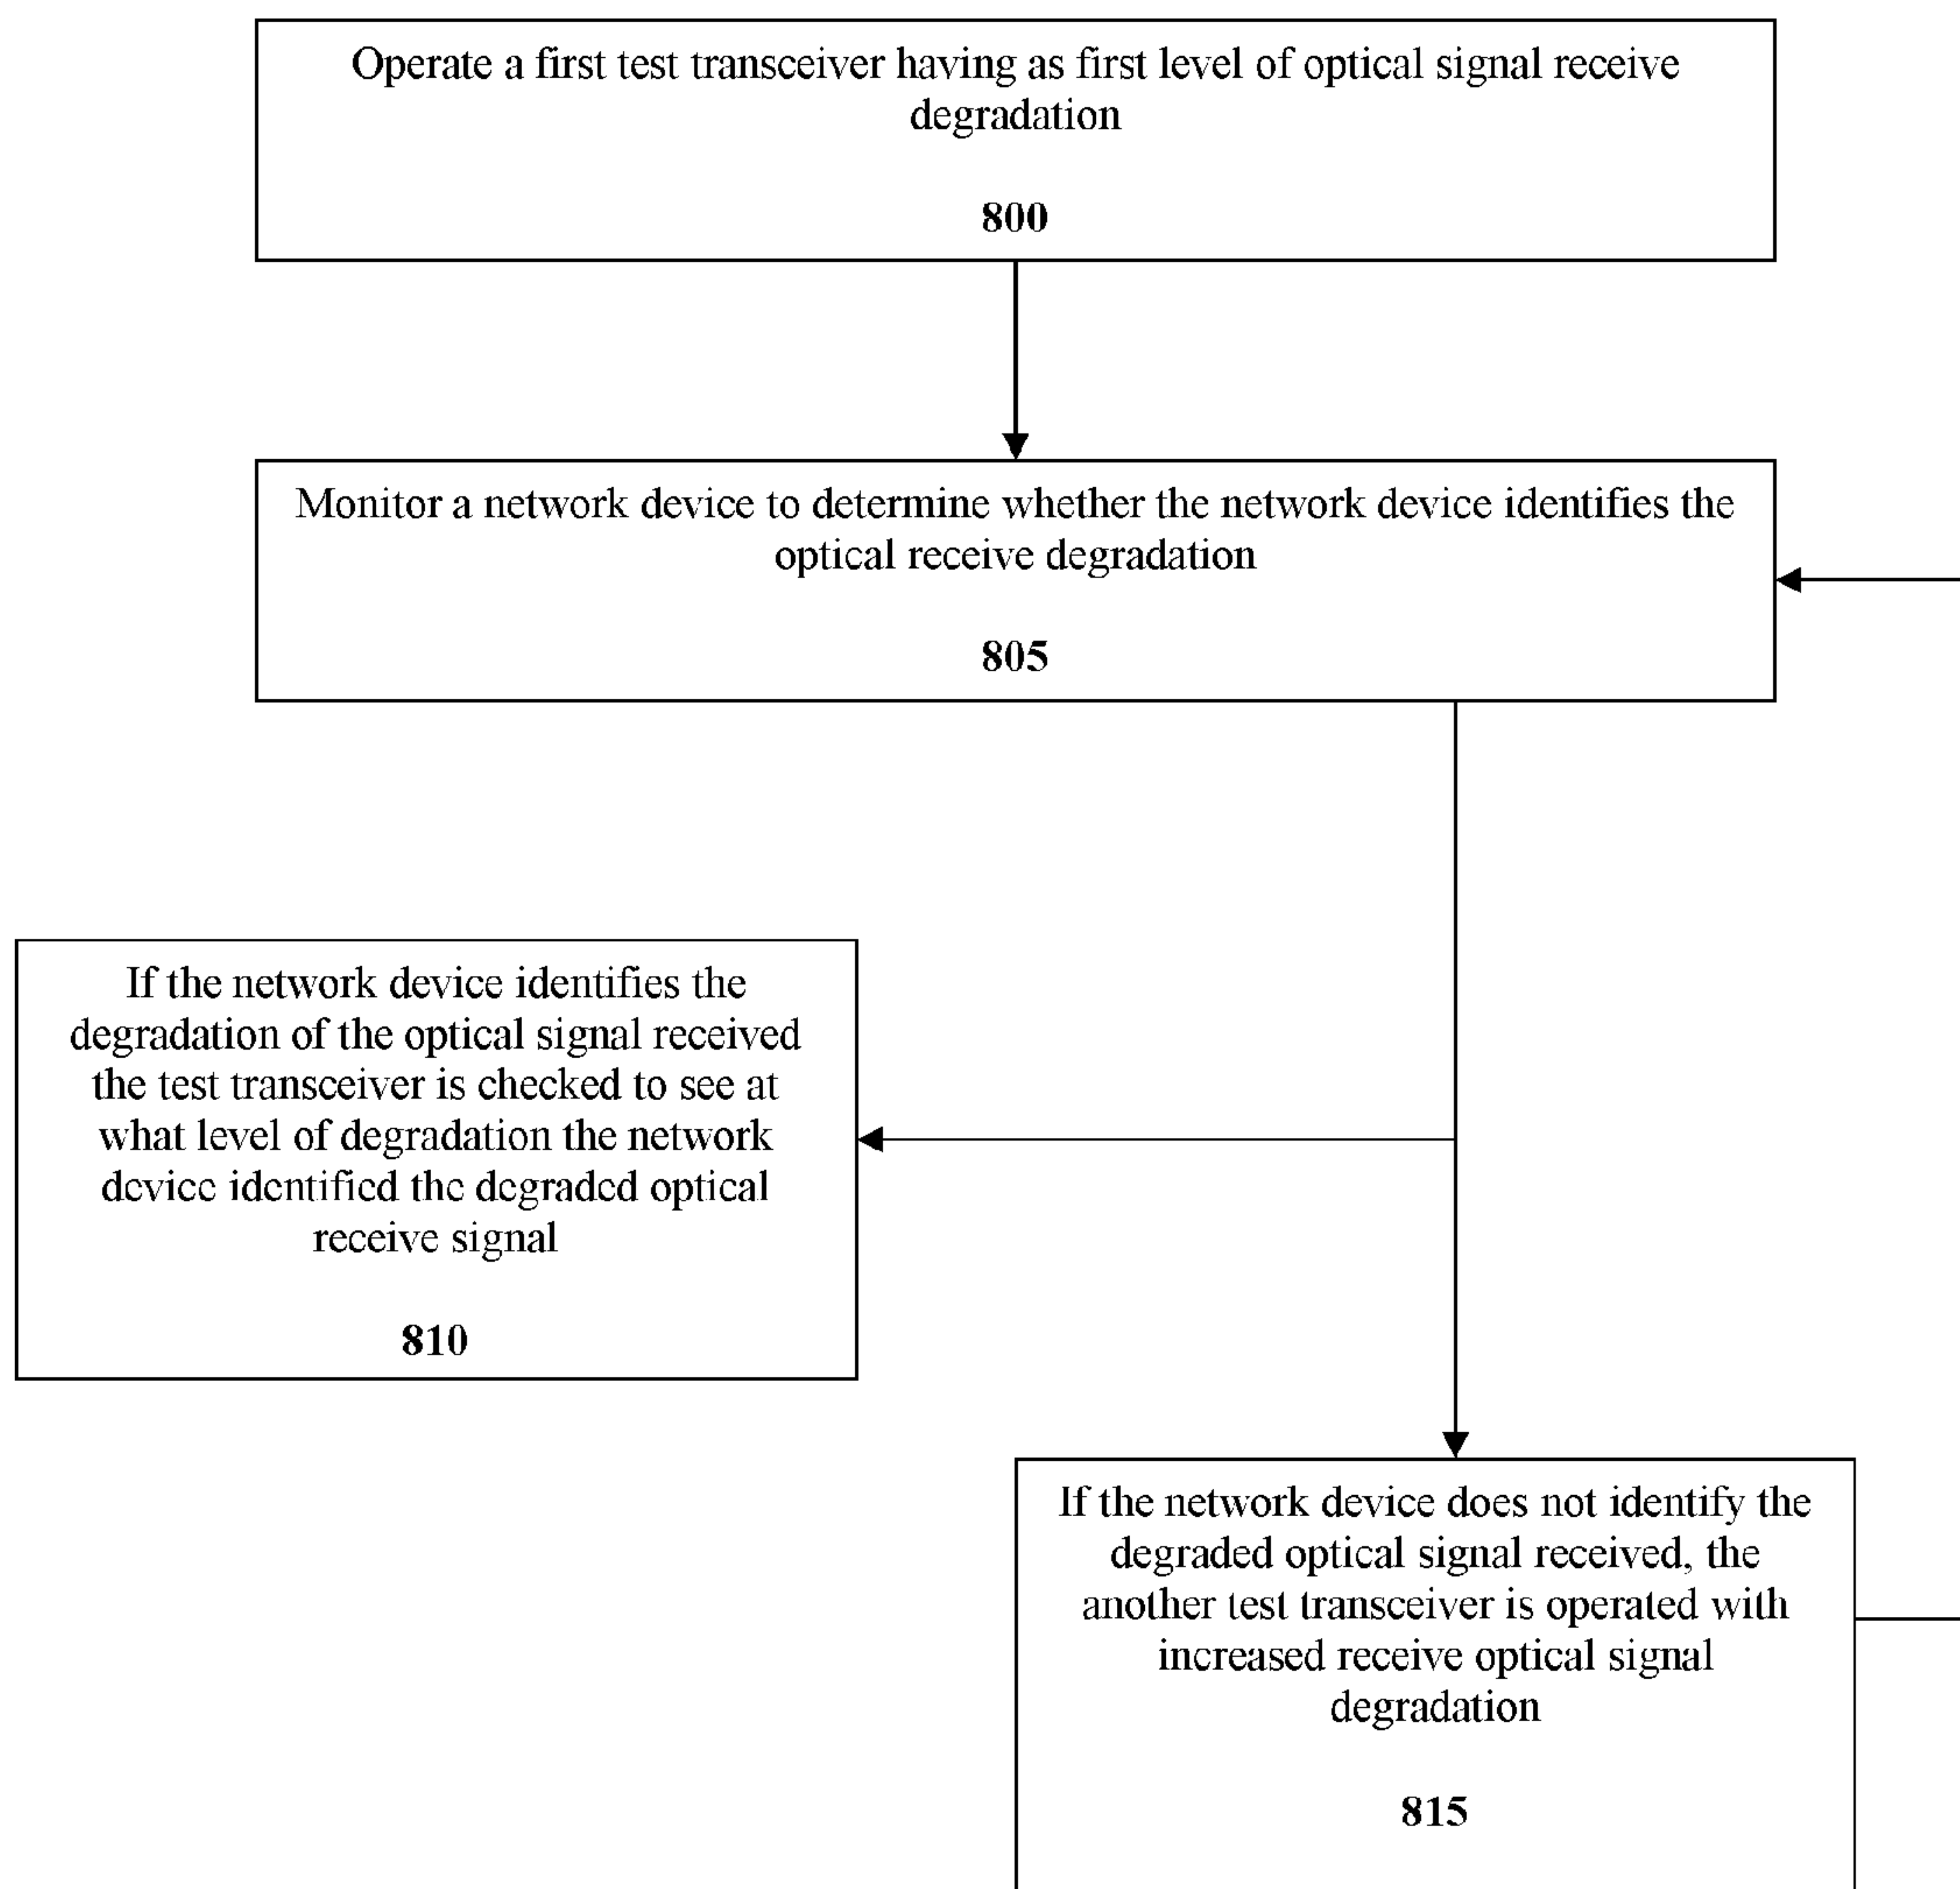 Operate a first test transceiver having as first level of optical signal receive
degradation
800
Monitor a network device to determine whether the network device identifies the
optical receive degradation
805
If the network device identifies the
degradation of the optical signal received
the test transceiver is checked to see at
what level of degradation the network
device identified the degraded optical
receive signal
810
If the network device does not identify the
degraded optical signal received, the
another test transceiver is operated with
increased receive optical signal
degradation
815